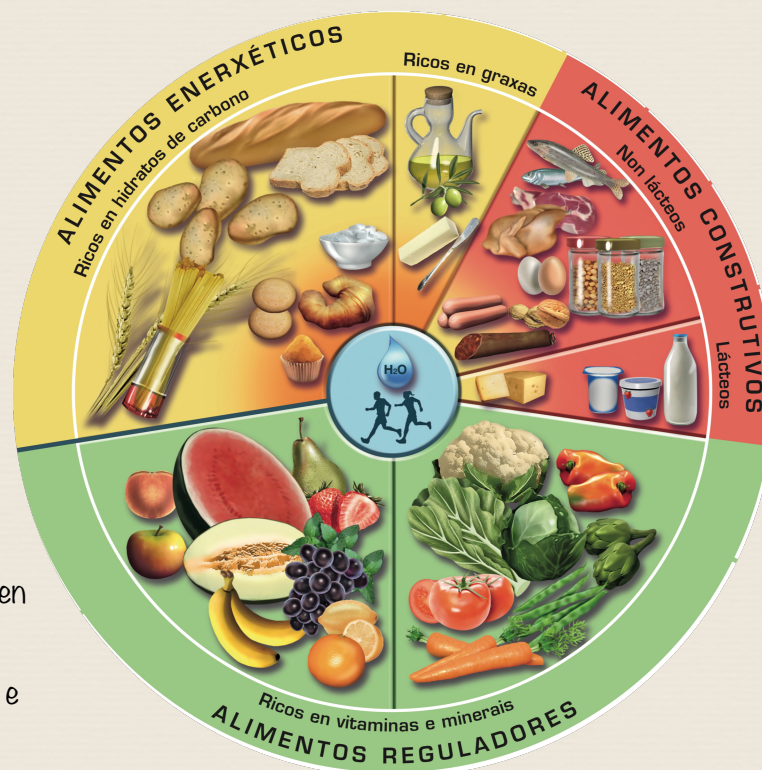 ALIMENTOS ENERXÉTICOS
Ricos en hidratos de carbono
Ricos en graxas
ALIMENTOS CONSTRUTIVOS
Non lácteos
Lácteos
H₂O
en
e
Ricos en vitaminas e minerais
ALIMENTOS REGULADORES